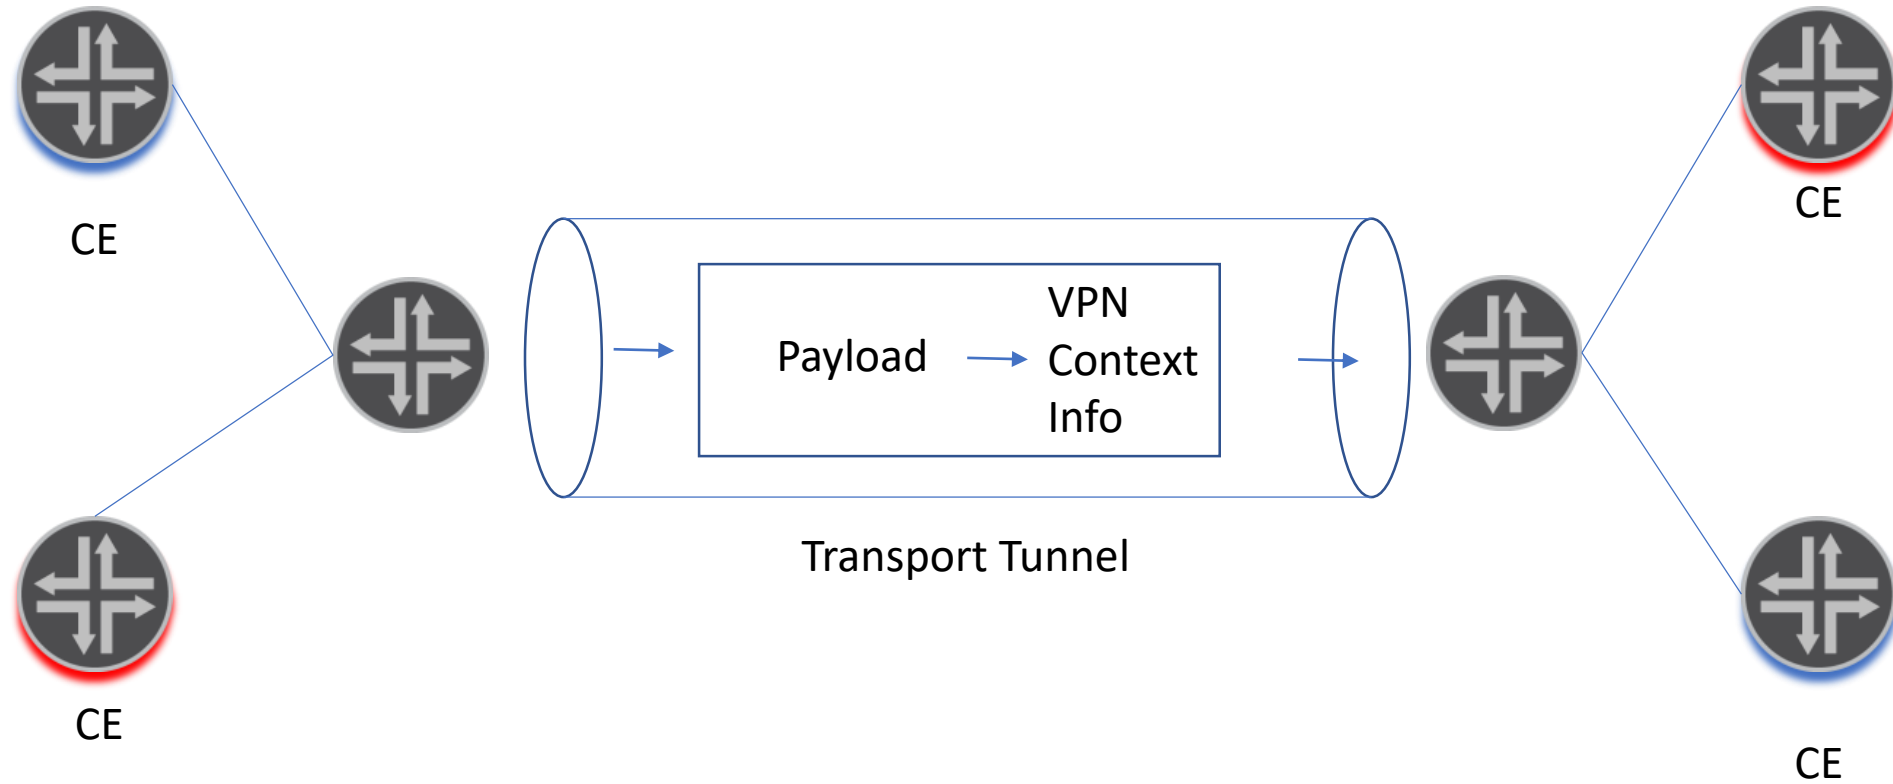 CE
CE
Payload
VPN
Context
Info
Transport Tunnel
CE
CE